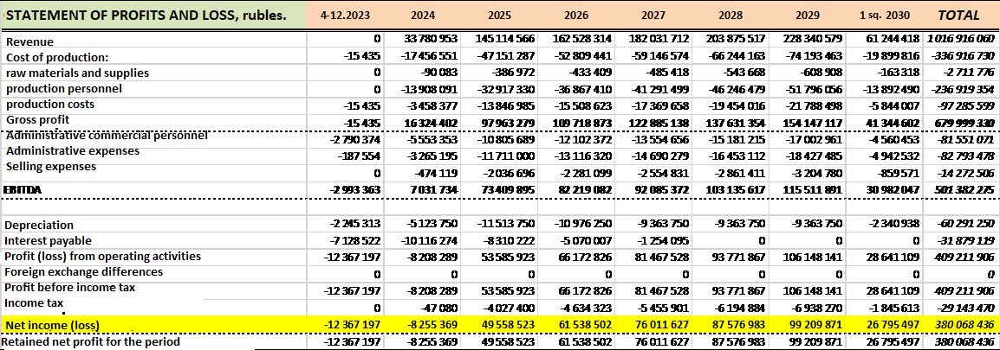 STATEMENT OF PROFITS AND LOSS, rubles. 4-12.2023 2024 2025 2026 2027 2028 2029 1 sq. 2030 TOTAL
Revenue 0 33 780 953 145 114 566 162 528 314 182 031 712 203 875 517 228 340 579 61 244 418 1 016 916 060
Cost of production: -15 435 -17 456 551 -47 151 287 -52 809 441 -59 146 574 -66 244 163 -74 193 463 -19 899 816 -336 916 730
raw materials and supplies 0 -90 083 -386 972 -433 409 -485 418 -543 668 -608 908 -163 318 -2 711 776
production personnel 0 -13 908 091 -32 917 330 -36 867 410 -41 291 499 -46 246 479 -51 796 056 -13 892 490 -236 919 354
production costs -15 435 -3 458 377 -13 846 985 -15 508 623 -17 369 658 -19 454 016 -21 788 498 -5 844 007 -97 285 599
Gross profit -15 435 16 324 402 97 963 279 109 718 873 122 885 138 137 631 354 154 147 117 41 344 602 679 999 330
Administrative commercial personnel -2 790 374 -5 553 353 -10 805 689 -12 102 372 -13 554 656 -15 181 215 -17 002 961 -4 560 453 -81 551 071
Administrative expenses -187 554 -3 265 195 -11 711 000 -13 116 320 -14 690 279 -16 453 112 -18 427 485 -4 942 532 -82 793 478
Selling expenses 0 -474 119 -2 036 696 -2 281 099 -2 554 831 -2 861 411 -3 204 780 -859 571 -14 272 506
EBITDA -2 993 363 7 031 734 73 409 895 82 219 082 92 085 372 103 135 617 115 511 891 30 982 047 501 382 275
Depreciation -2 245 313 -5 123 750 -11 513 750 -10 976 250 -9 363 750 -9 363 750 -9 363 750 -2 340 938 -60 291 250
Interest payable -7 128 522 -10 116 274 -8 310 222 -5 070 007 -1 254 095 0 0 0 -31 879 119
Profit (loss) from operating activities -12 367 197 -8 208 289 53 585 923 66 172 826 81 467 528 93 771 867 106 148 141 28 641 109 409 211 906
Foreign exchange differences 0 0 0 0 0 0 0 0 0
Profit before income tax -12 367 197 -8 208 289 53 585 923 66 172 826 81 467 528 93 771 867 106 148 141 28 641 109 409 211 906
Income tax 0 -47 080 -4 027 400 -4 634 323 -5 455 901 -6 194 884 -6 938 270 -1 845 613 -29 143 470
Net income (loss) -12 367 197 -8 255 369 49 558 523 61 538 502 76 011 627 87 576 983 99 209 871 26 795 497 380 068 436
Retained net profit for the period -12 367 197 -8 255 369 49 558 523 61 538 502 76 011 627 87 576 983 99 209 871 26 795 497 380 068 436